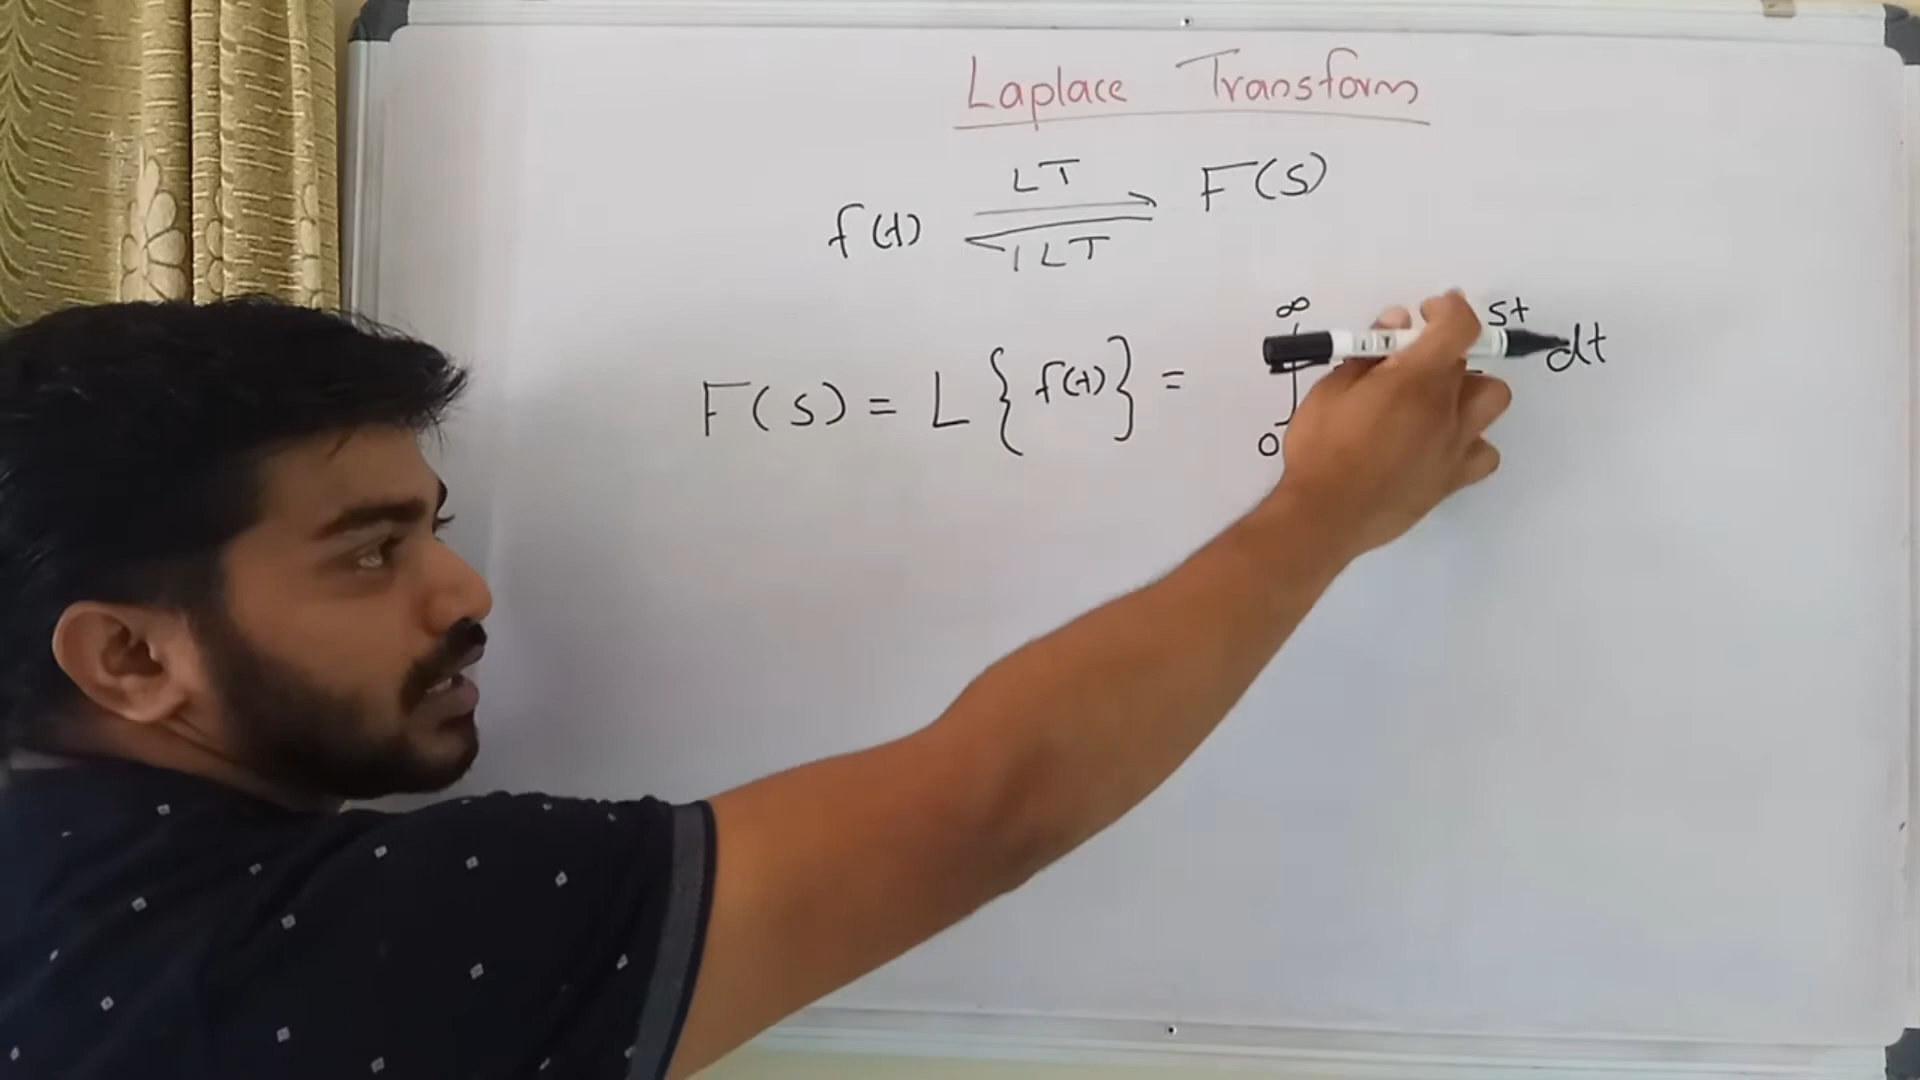 Laplace Transform
LT
f(t) ⇌ F(s)
ILT
F(s) = L { f(t) } = ∫ 0 ∞ st dt